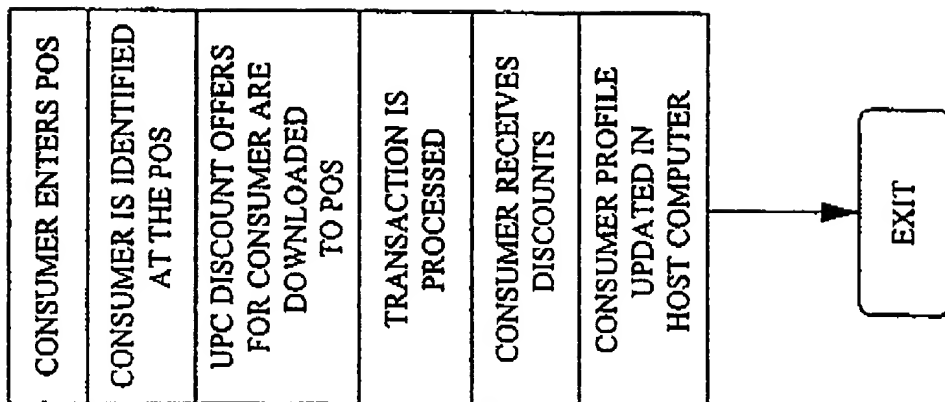 CONSUMER ENTERS POS
CONSUMER IS IDENTIFIED
AT THE POS
UPC DISCOUNT OFFERS
FOR CONSUMER ARE
DOWNLOADED
TO POS
TRANSACTION IS
PROCESSED
CONSUMER RECEIVES
DISCOUNTS
CONSUMER PROFILE
UPDATED IN
HOST COMPUTER
EXIT